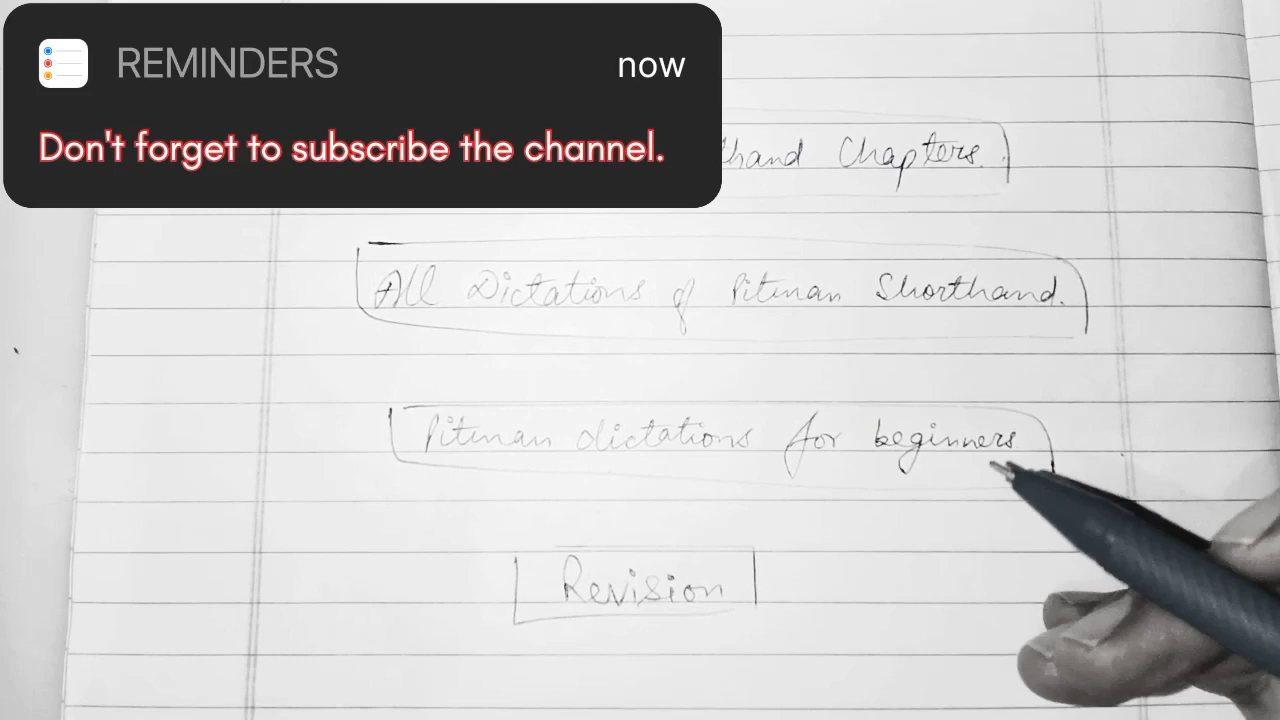 REMINDERS
now
Don't forget to subscribe the channel.
hand Chapters.
All Dictations of Pitman Shorthand.
Pitman dictations for beginners
Revision